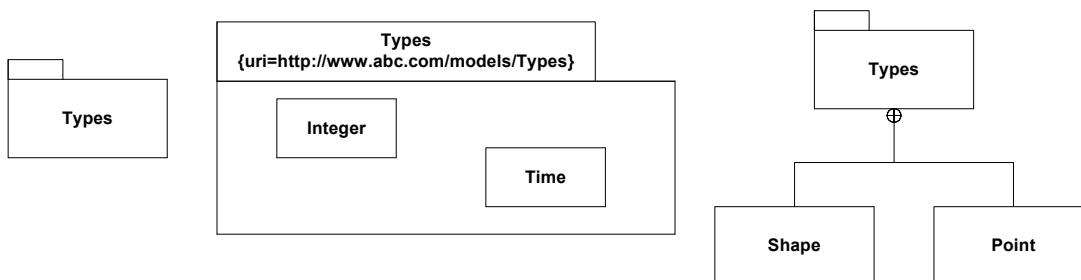 Types
Types
{uri=http://www.abc.com/models/Types}
Integer
Time
Types
Shape
Point